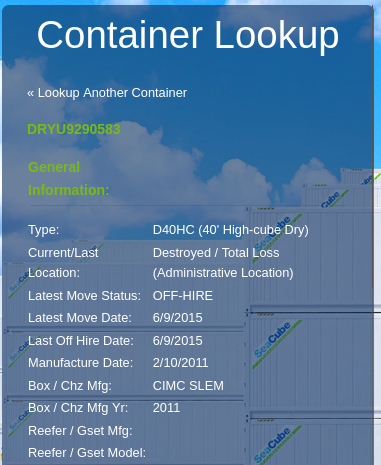 Container Lookup
« Lookup Another Container
DRYU9290583
General
Information:
Type: D40HC (40' High-cube Dry)
Current/Last Destroyed / Total Loss
Location: (Administrative Location)
Latest Move Status: OFF-HIRE
Latest Move Date: 6/9/2015
Last Off Hire Date: 6/9/2015
Manufacture Date: 2/10/2011
Box / Chz Mfg: CIMC SLEM
Box / Chz Mfg Yr: 2011
Reefer / Gset Mfg:
Reefer / Gset Model:
SeaCube
SeaCube
SeaCube